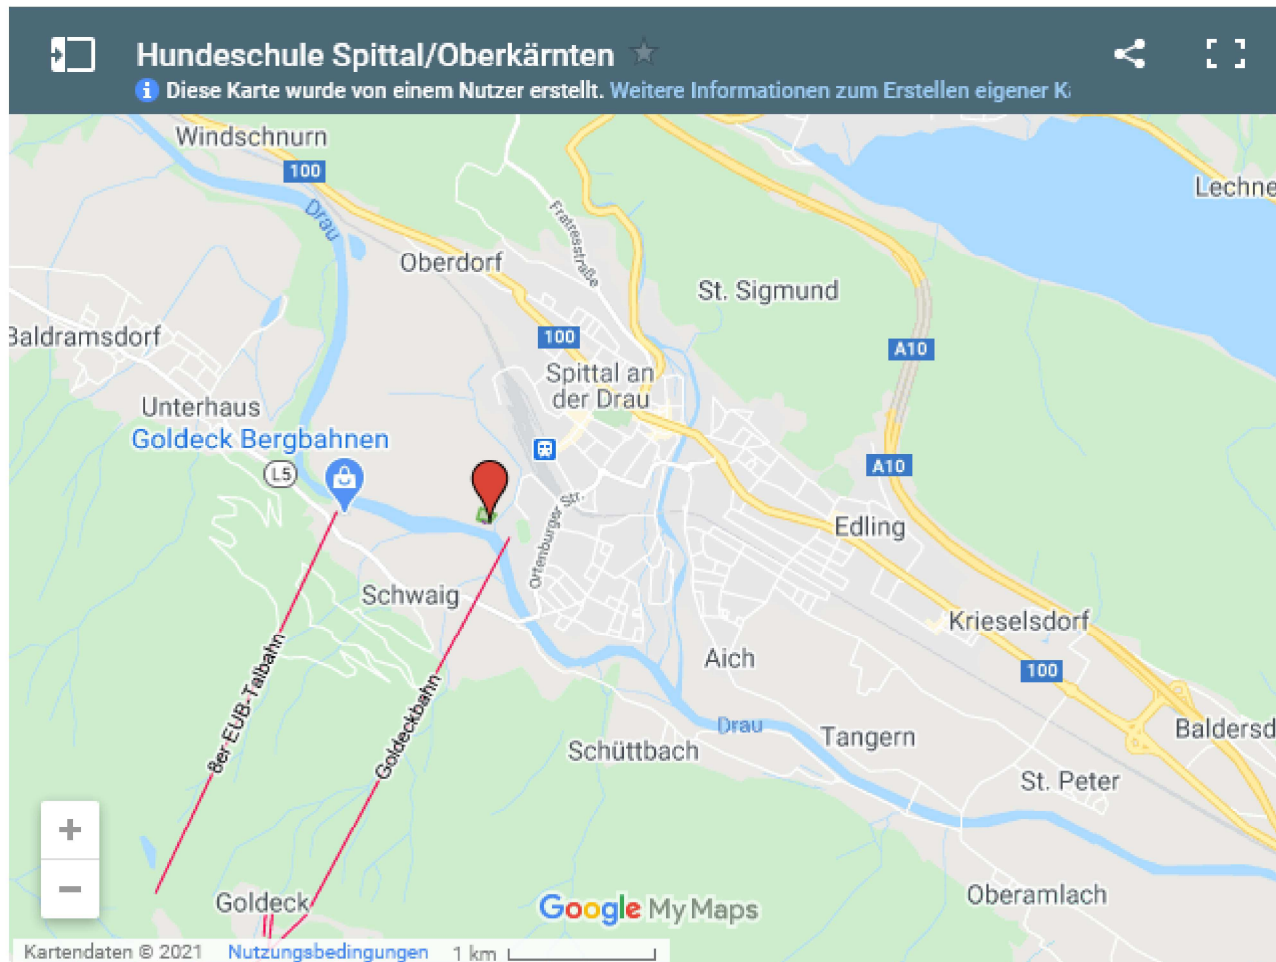 Hundeschule Spittal/Oberkärnten
Diese Karte wurde von einem Nutzer erstellt. Weitere Informationen zum Erstellen eigener Ka
Windschnurn
100
Lechne
Drau
Fratresstraße
Oberdorf
St. Sigmund
Baldramsdorf
100
A10
Spittal an
der Drau
Unterhaus
Goldeck Bergbahnen
L5
A10
Ortenburger Str.
Edling
Schwaig
Krieselsdorf
Aich
100
8er-EUB-Talbahn
Goldeckbahn
Drau
Baldersd
Tangern
Schüttbach
St. Peter
+
−
Goldeck
Google My Maps
Oberamlach
Kartendaten © 2021 Nutzungsbedingungen 1 km